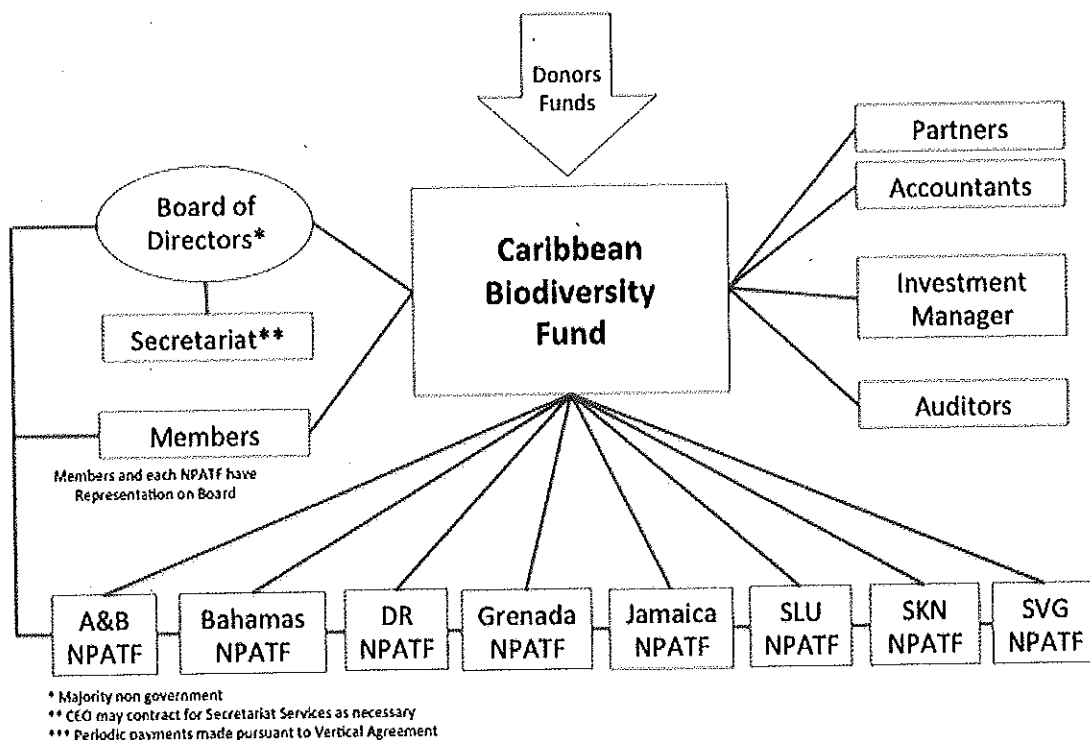 Donors
Funds
Partners
Accountants
Investment
Manager
Auditors
Board of
Directors*
Secretariat**
Members
Members and each NPATF have
Representation on Board
Caribbean
Biodiversity
Fund
A&B
NPATF
Bahamas
NPATF
DR
NPATF
Grenada
NPATF
Jamaica
NPATF
SLU
NPATF
SKN
NPATF
SVG
NPATF
* Majority non government
** CEO may contract for Secretariat Services as necessary
*** Periodic payments made pursuant to Vertical Agreement